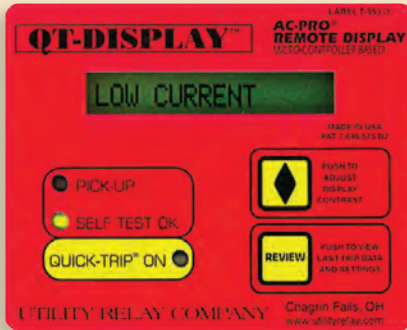 LABEL T-553-3
QT-DISPLAY™
AC-PRO®
REMOTE DISPLAY
MICRO-CONTROLLER BASED
LOW CURRENT
MADE IN USA
PAT 7,646,575 B2
PICK-UP
SELF TEST OK
QUICK-TRIP® ON
PUSH TO
ADJUST
DISPLAY
CONTRAST
REVIEW
PUSH TO VIEW
LAST TRIP DATA
AND SETTINGS
UTILITY RELAY COMPANY
Chagrin Falls, OH
www.utilityrelay.com